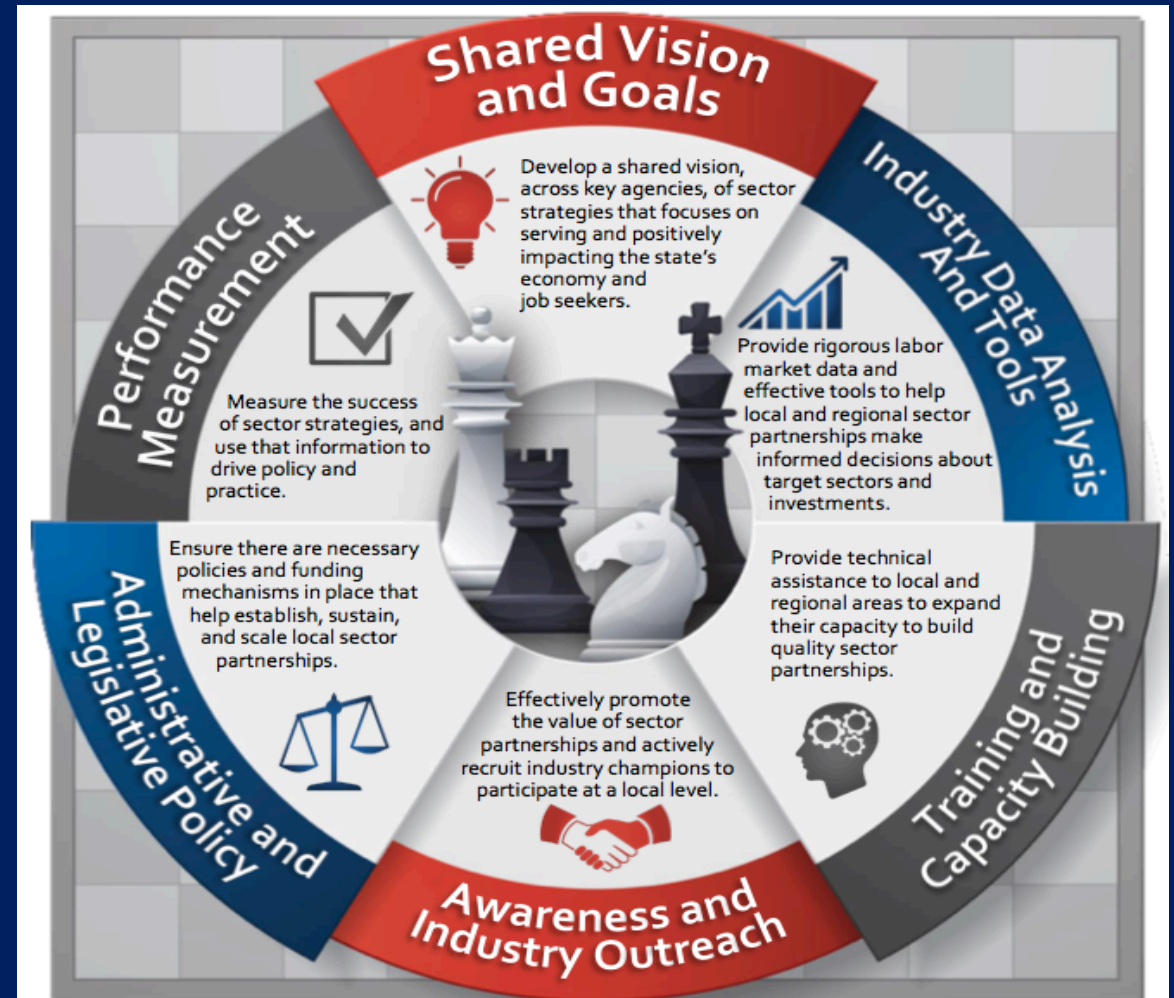 Shared Vision
and Goals
Develop a shared vision,
across key agencies, of sector
strategies that focuses on
serving and positively
impacting the state's
economy and
job seekers.
Industry Data Analysis
And Tools
Provide rigorous labor
market data and
effective tools to help
local and regional sector
partnerships make
informed decisions about
target sectors and
investments.
Training and
Capacity Building
Provide technical
assistance to local and
regional areas to expand
their capacity to build
quality sector
partnerships.
Awareness and
Industry Outreach
Effectively promote
the value of sector
partnerships and actively
recruit industry champions to
participate at a local level.
Administrative and
Legislative Policy
Ensure there are necessary
policies and funding
mechanisms in place that
help establish, sustain,
and scale local sector
partnerships.
Performance
Measurement
Measure the success
of sector strategies, and
use that information to
drive policy and
practice.